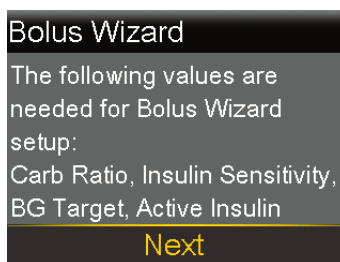 Bolus Wizard
The following values are
needed for Bolus Wizard
setup:
Carb Ratio, Insulin Sensitivity,
BG Target, Active Insulin
Next